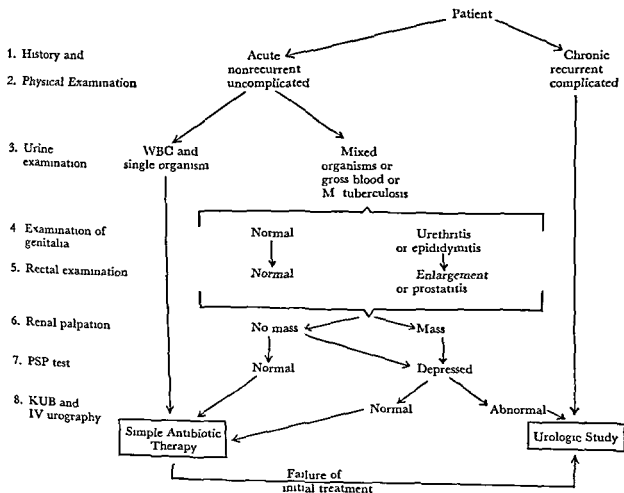 Patient
1. History and
2. Physical Examination
Acute
nonrecurrent
uncomplicated
Chronic
recurrent
complicated
3. Urine
examination
WBC and
single organism
Mixed
organisms or
gross blood or
M tuberculosis
4 Examination of
genitalia
Normal
Urethritis
or epididymitis
5. Rectal examination
Normal
Enlargement
or prostatitis
6. Renal palpation
No mass
Mass
7. PSP test
Normal
Depressed
8. KUB and
IV urography
Normal
Abnormal
Simple Antibiotic
Therapy
Urologic Study
Failure of
initial treatment